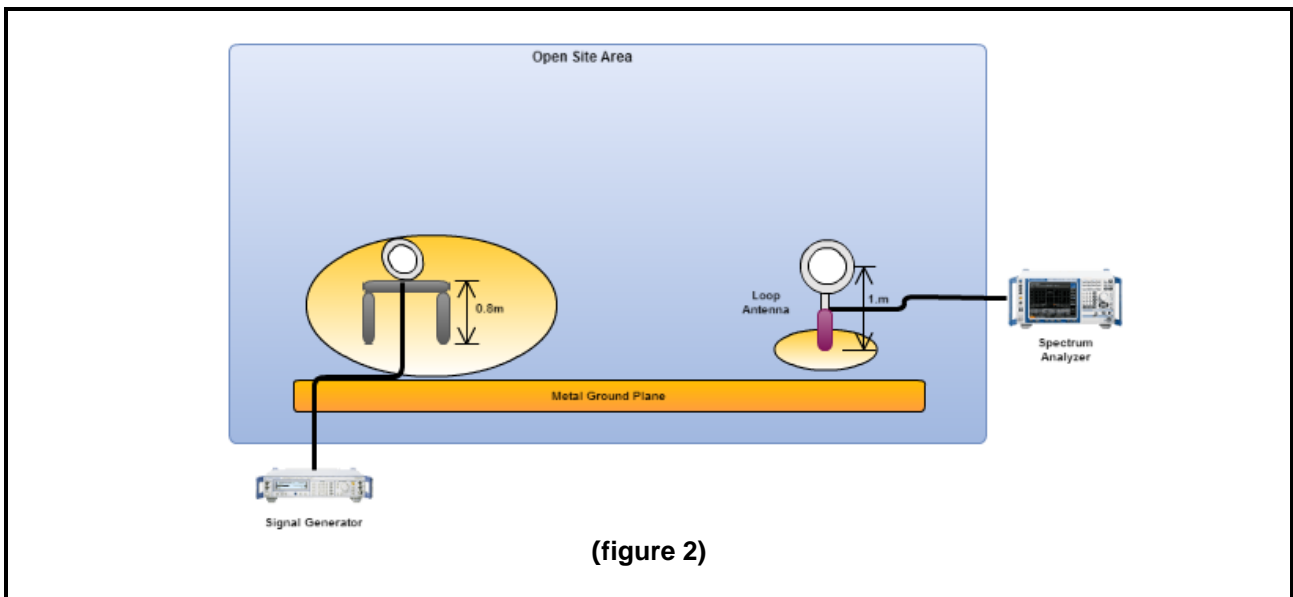 Open Site Area
0.8m
Loop
Antenna
1.m
Spectrum
Analyzer
Metal Ground Plane
Signal Generator
(figure 2)